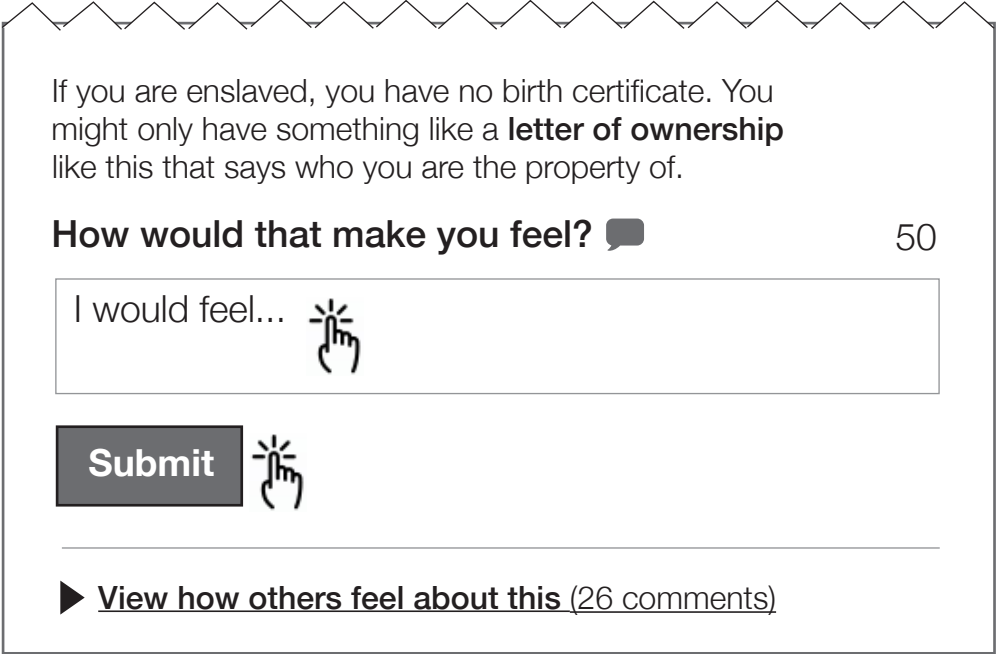 If you are enslaved, you have no birth certificate. You
might only have something like a letter of ownership
like this that says who you are the property of.
How would that make you feel? 50
I would feel...
Submit
View how others feel about this (26 comments)